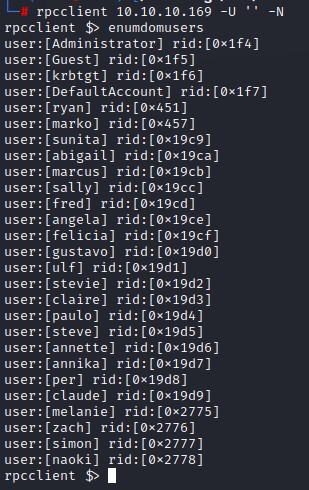 └─# rpcclient 10.10.10.169 -U '' -N
rpcclient $> enumdomusers
user:[Administrator] rid:[0×1f4]
user:[Guest] rid:[0×1f5]
user:[krbtgt] rid:[0×1f6]
user:[DefaultAccount] rid:[0×1f7]
user:[ryan] rid:[0×451]
user:[marko] rid:[0×457]
user:[sunita] rid:[0×19c9]
user:[abigail] rid:[0×19ca]
user:[marcus] rid:[0×19cb]
user:[sally] rid:[0×19cc]
user:[fred] rid:[0×19cd]
user:[angela] rid:[0×19ce]
user:[felicia] rid:[0×19cf]
user:[gustavo] rid:[0×19d0]
user:[ulf] rid:[0×19d1]
user:[stevie] rid:[0×19d2]
user:[claire] rid:[0×19d3]
user:[paulo] rid:[0×19d4]
user:[steve] rid:[0×19d5]
user:[annette] rid:[0×19d6]
user:[annika] rid:[0×19d7]
user:[per] rid:[0×19d8]
user:[claude] rid:[0×19d9]
user:[melanie] rid:[0×2775]
user:[zach] rid:[0×2776]
user:[simon] rid:[0×2777]
user:[naoki] rid:[0×2778]
rpcclient $>